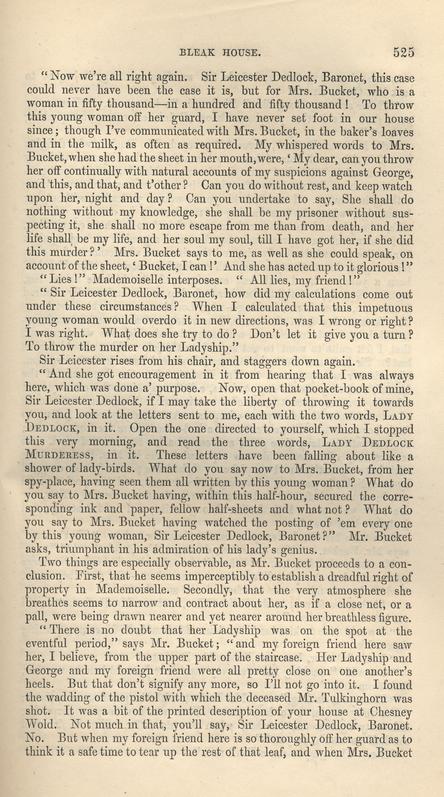 BLEAK HOUSE. 525
“Now we're all right again. Sir Leicester Dedlock, Baronet, this case
could never have been the case it is, but for Mrs. Bucket, who is a
woman in fifty thousand—in a hundred and fifty thousand! To throw
this young woman off her guard, I have never set foot in our house
since; though I've communicated with Mrs. Bucket, in the baker's loaves
and in the milk, as often as required. My whispered words to Mrs.
Bucket, when she had the sheet in her mouth, were, ‘My dear, can you throw
her off continually with natural accounts of my suspicions against George,
and this, and that, and t'other? Can you do without rest, and keep watch
upon her, night and day? Can you undertake to say, She shall do
nothing without my knowledge, she shall be my prisoner without sus-
pecting it, she shall no more escape from me than from death, and her
life shall be my life, and her soul my soul, till I have got her, if she did
this murder?’ Mrs. Bucket says to me, as well as she could speak, on
account of the sheet, ‘Bucket, I can!’ And she has acted up to it glorious!”
“Lies!” Mademoiselle interposes. “All lies, my friend!”
“Sir Leicester Dedlock, Baronet, how did my calculations come out
under these circumstances? When I calculated that this impetuous
young woman would overdo it in new directions, was I wrong or right?
I was right. What does she try to do? Don't let it give you a turn?
To throw the murder on her Ladyship.”
Sir Leicester rises from his chair, and staggers down again.
“And she got encouragement in it from hearing that I was always
here, which was done a' purpose. Now, open that pocket-book of mine,
Sir Leicester Dedlock, if I may take the liberty of throwing it towards
you, and look at the letters sent to me, each with the two words, LADY
DEDLOCK, in it. Open the one directed to yourself, which I stopped
this very morning, and read the three words, LADY DEDLOCK
MURDERESS, in it. These letters have been falling about like a
shower of lady-birds. What do you say now to Mrs. Bucket, from her
spy-place, having seen them all written by this young woman? What do
you say to Mrs. Bucket having, within this half-hour, secured the corre-
sponding ink and paper, fellow half-sheets and what not? What do
you say to Mrs. Bucket having watched the posting of 'em every one
by this young woman, Sir Leicester Dedlock, Baronet?” Mr. Bucket
asks, triumphant in his admiration of his lady's genius.
Two things are especially observable, as Mr. Bucket proceeds to a con-
clusion. First, that he seems imperceptibly to establish a dreadful right of
property in Mademoiselle. Secondly, that the very atmosphere she
breathes seems to narrow and contract about her, as if a close net, or a
pall, were being drawn nearer and yet nearer around her breathless figure.
“There is no doubt that her Ladyship was on the spot at the
eventful period,” says Mr. Bucket; “and my foreign friend here saw
her, I believe, from the upper part of the staircase. Her Ladyship and
George and my foreign friend were all pretty close on one another's
heels. But that don't signify any more, so I'll not go into it. I found
the wadding of the pistol with which the deceased Mr. Tulkinghorn was
shot. It was a bit of the printed description of your house at Chesney
Wold. Not much in that, you'll say, Sir Leicester Dedlock, Baronet.
No. But when my foreign friend here is so thoroughly off her guard as to
think it a safe time to tear up the rest of that leaf, and when Mrs. Bucket